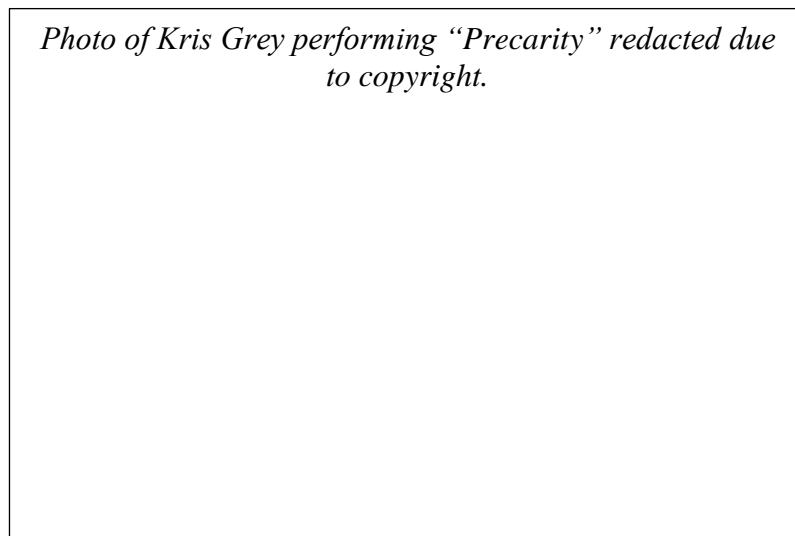 Photo of Kris Grey performing “Precarity” redacted due
to copyright.